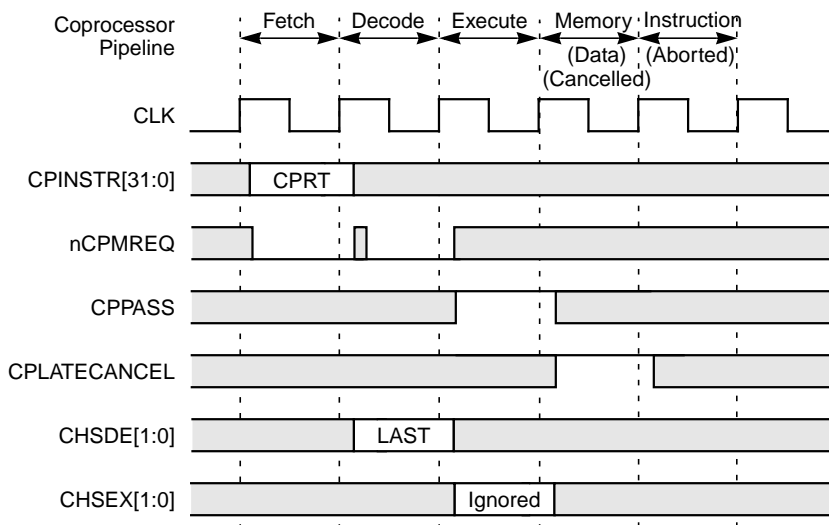 Coprocessor Pipeline
Fetch
Decode
Execute
Memory
Instruction
(Data)
(Aborted)
(Cancelled)
CLK
CPINSTR[31:0]
CPRT
nCPMREQ
CPPASS
CPLATECANCEL
CHSDE[1:0]
LAST
CHSEX[1:0]
Ignored